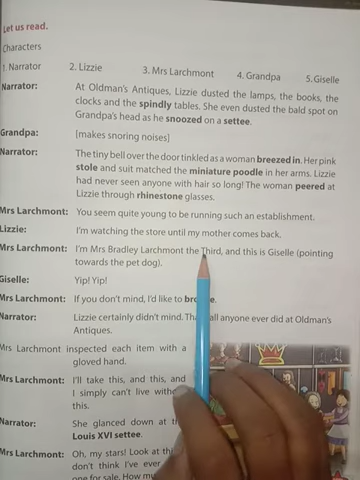 Let us read.
Characters
1. Narrator 2. Lizzie 3. Mrs Larchmont 4. Grandpa 5. Giselle
Narrator: At Oldman's Antiques, Lizzie dusted the lamps, the books, the
clocks and the spindly tables. She even dusted the bald spot on
Grandpa's head as he snoozed on a settee.
Grandpa: [makes snoring noises]
Narrator: The tiny bell over the door tinkled as a woman breezed in. Her pink
stole and suit matched the miniature poodle in her arms. Lizzie
had never seen anyone with hair so long! The woman peered at
Lizzie through rhinestone glasses.
Mrs Larchmont: You seem quite young to be running such an establishment.
Lizzie: I'm watching the store until my mother comes back.
Mrs Larchmont: I'm Mrs Bradley Larchmont the Third, and this is Giselle (pointing
towards the pet dog).
Giselle: Yip! Yip!
Mrs Larchmont: If you don't mind, I'd like to
Narrator: Lizzie certainly didn't mind. all anyone ever did at Oldman's
Antiques.
Mrs Larchmont inspected each item with a
gloved hand.
Mrs Larchmont: I'll take this, and this, and
I simply can't live
this.
Narrator: She glanced down at
Louis XVI settee.
Mrs Larchmont: Oh, my stars! Look at
don't think I've ever
one for sale. How